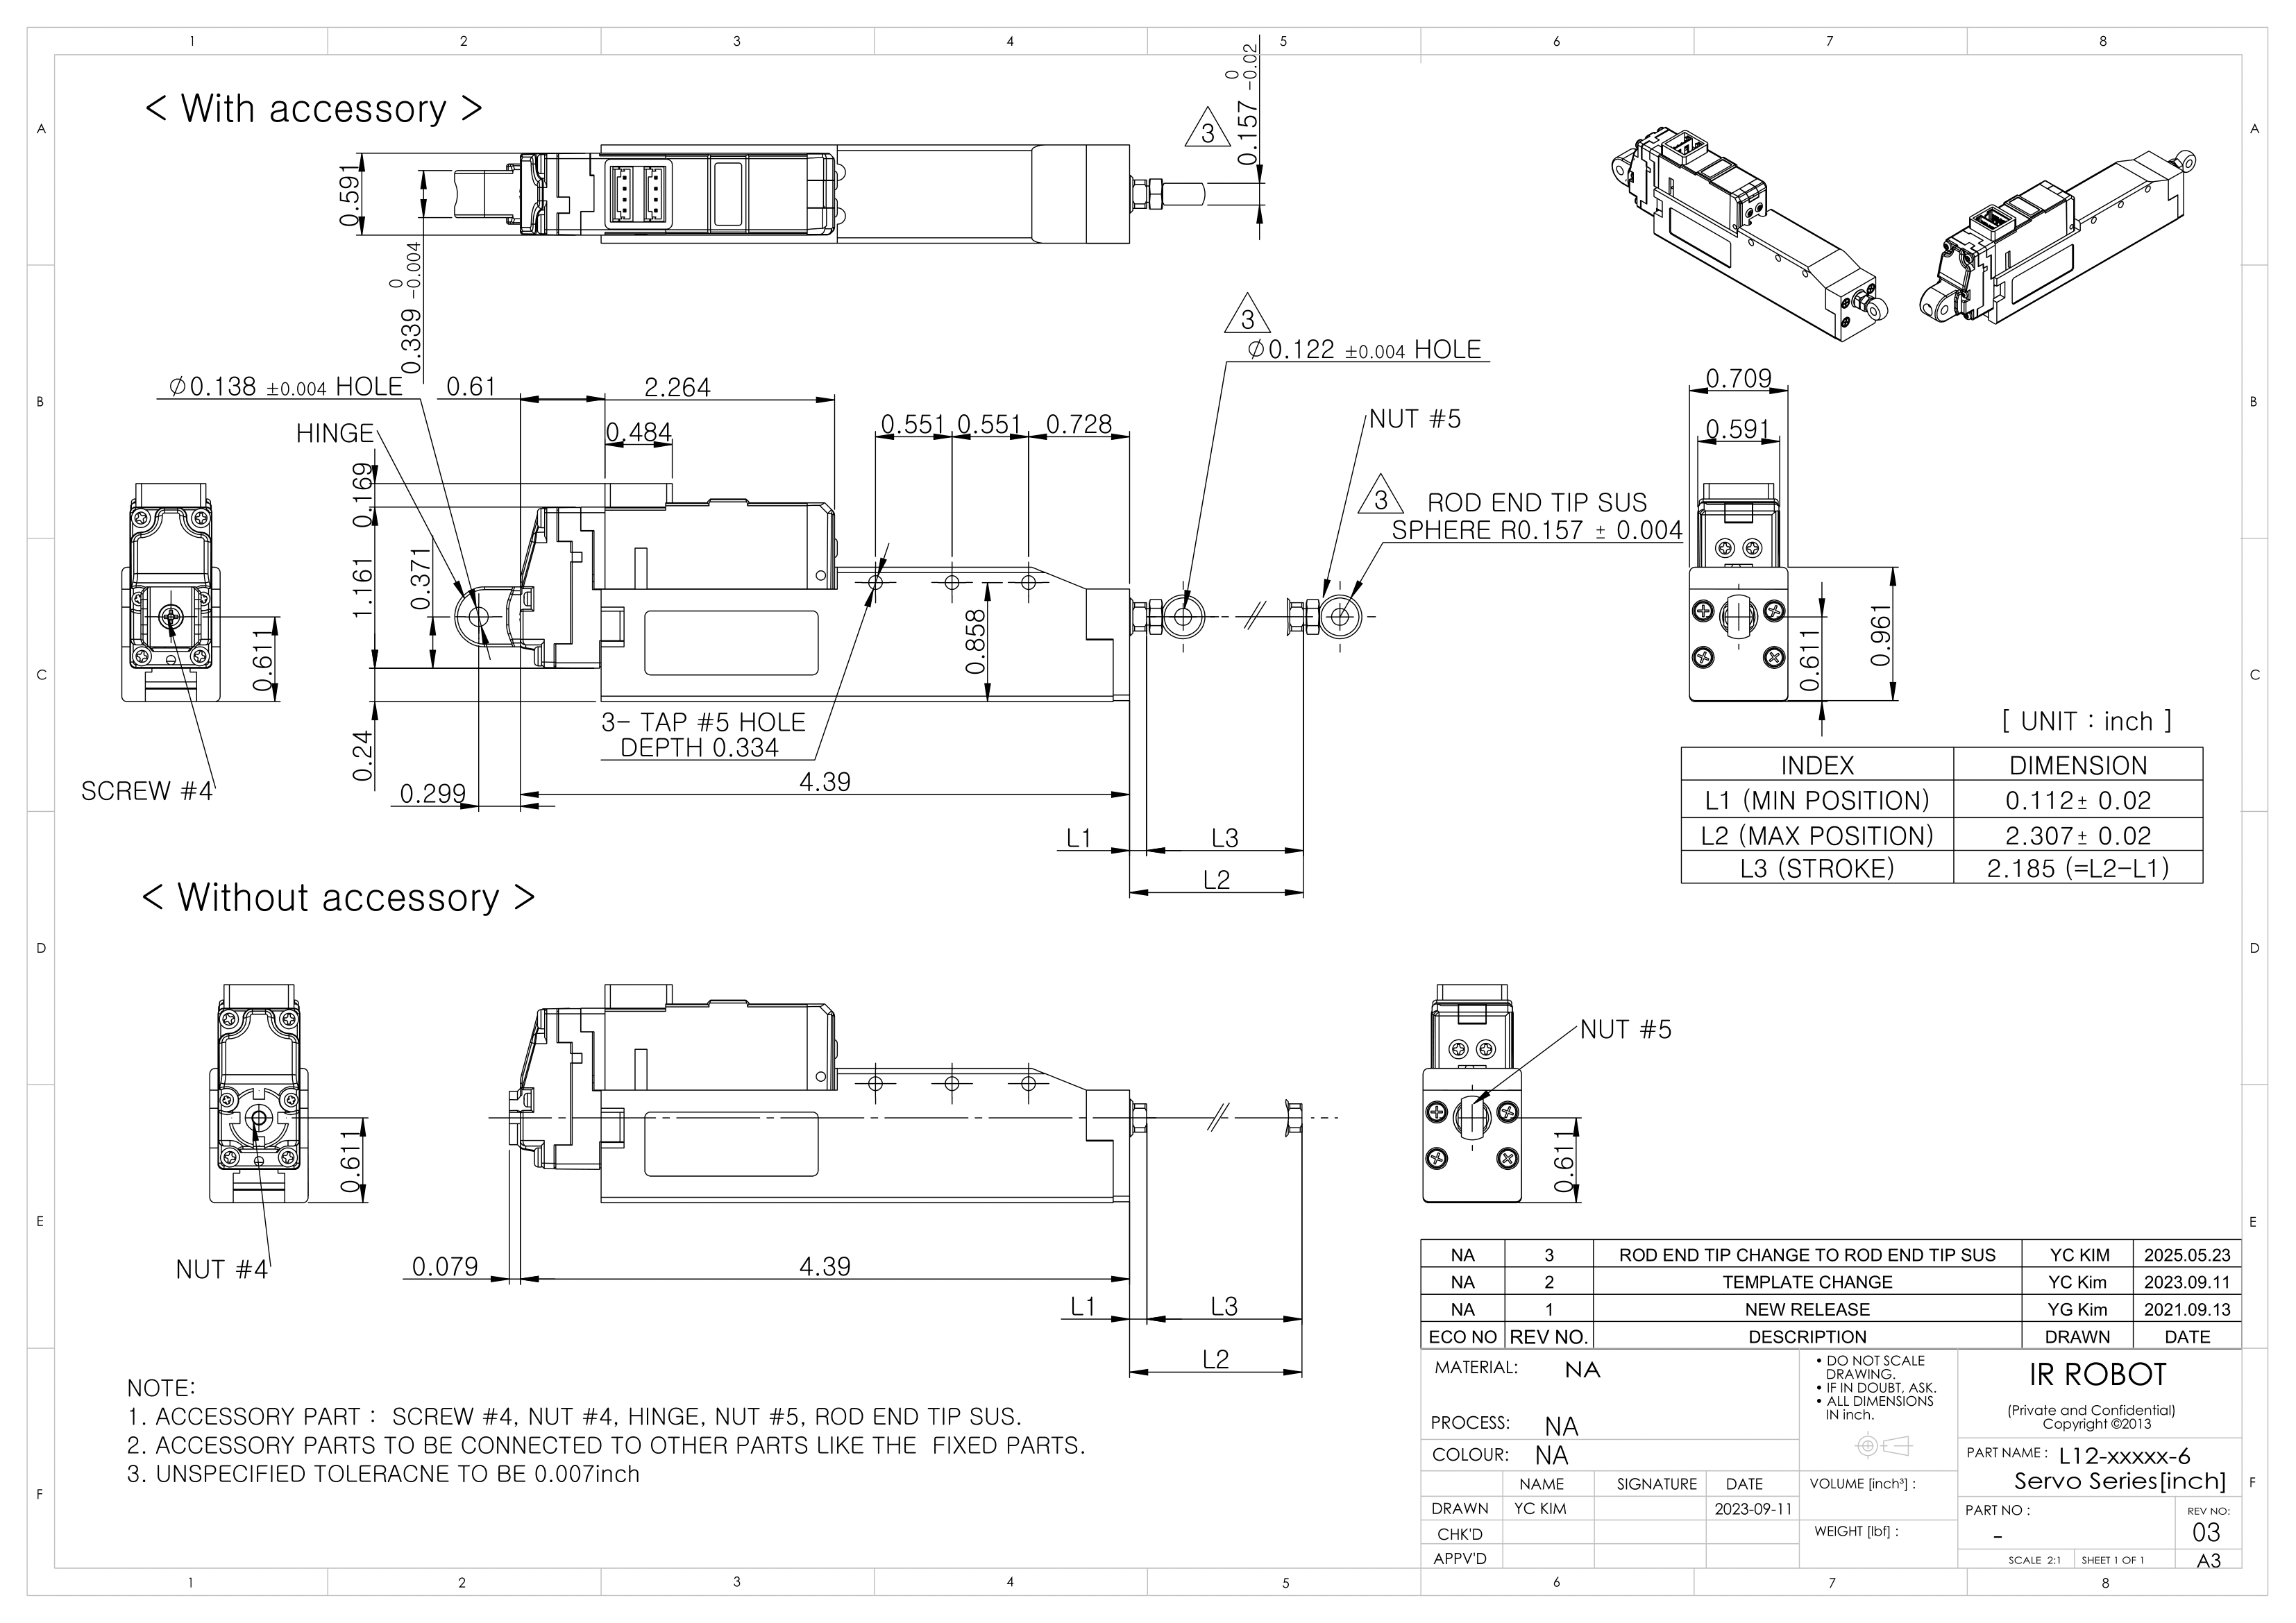 1 2 3 4 5 6 7 8
A A
B B
C C
D D
E E
F F
< With accessory >
0.591
0.339 0 -0.004
3
0.157 0 -0.02
3
Ø0.122 ±0.004 HOLE
Ø0.138 ±0.004 HOLE
0.61
2.264
HINGE
0.484
0.551
0.551
0.728
NUT #5
3
ROD END TIP SUS
SPHERE R0.157 ± 0.004
0.709
0.591
0.169
1.161
0.371
0.611
0.858
0.24
0.611
0.961
3- TAP #5 HOLE
DEPTH 0.334
SCREW #4
0.299
4.39
L1
L3
L2
[ UNIT : inch ]
INDEX DIMENSION
L1 (MIN POSITION) 0.112± 0.02
L2 (MAX POSITION) 2.307± 0.02
L3 (STROKE) 2.185 (=L2-L1)
< Without accessory >
NUT #5
0.611
0.611
NUT #4
0.079
4.39
L1
L3
L2
NOTE:
1. ACCESSORY PART : SCREW #4, NUT #4, HINGE, NUT #5, ROD END TIP SUS.
2. ACCESSORY PARTS TO BE CONNECTED TO OTHER PARTS LIKE THE FIXED PARTS.
3. UNSPECIFIED TOLERACNE TO BE 0.007inch
NA 3 ROD END TIP CHANGE TO ROD END TIP SUS YC KIM 2025.05.23
NA 2 TEMPLATE CHANGE YC Kim 2023.09.11
NA 1 NEW RELEASE YG Kim 2021.09.13
ECO NO REV NO. DESCRIPTION DRAWN DATE
MATERIAL: NA
PROCESS: NA
COLOUR: NA
• DO NOT SCALE
DRAWING.
• IF IN DOUBT, ASK.
• ALL DIMENSIONS
IN inch.
IR ROBOT
(Private and Confidential)
Copyright ©2013
PART NAME : L12-xxxxx-6
Servo Series[inch]
NAME SIGNATURE DATE
DRAWN YC KIM 2023-09-11
CHK'D
APPV'D
VOLUME [inch³] :
WEIGHT [lbf] :
PART NO :
-
REV NO:
03
SCALE 2:1 SHEET 1 OF 1 A3
1 2 3 4 5 6 7 8